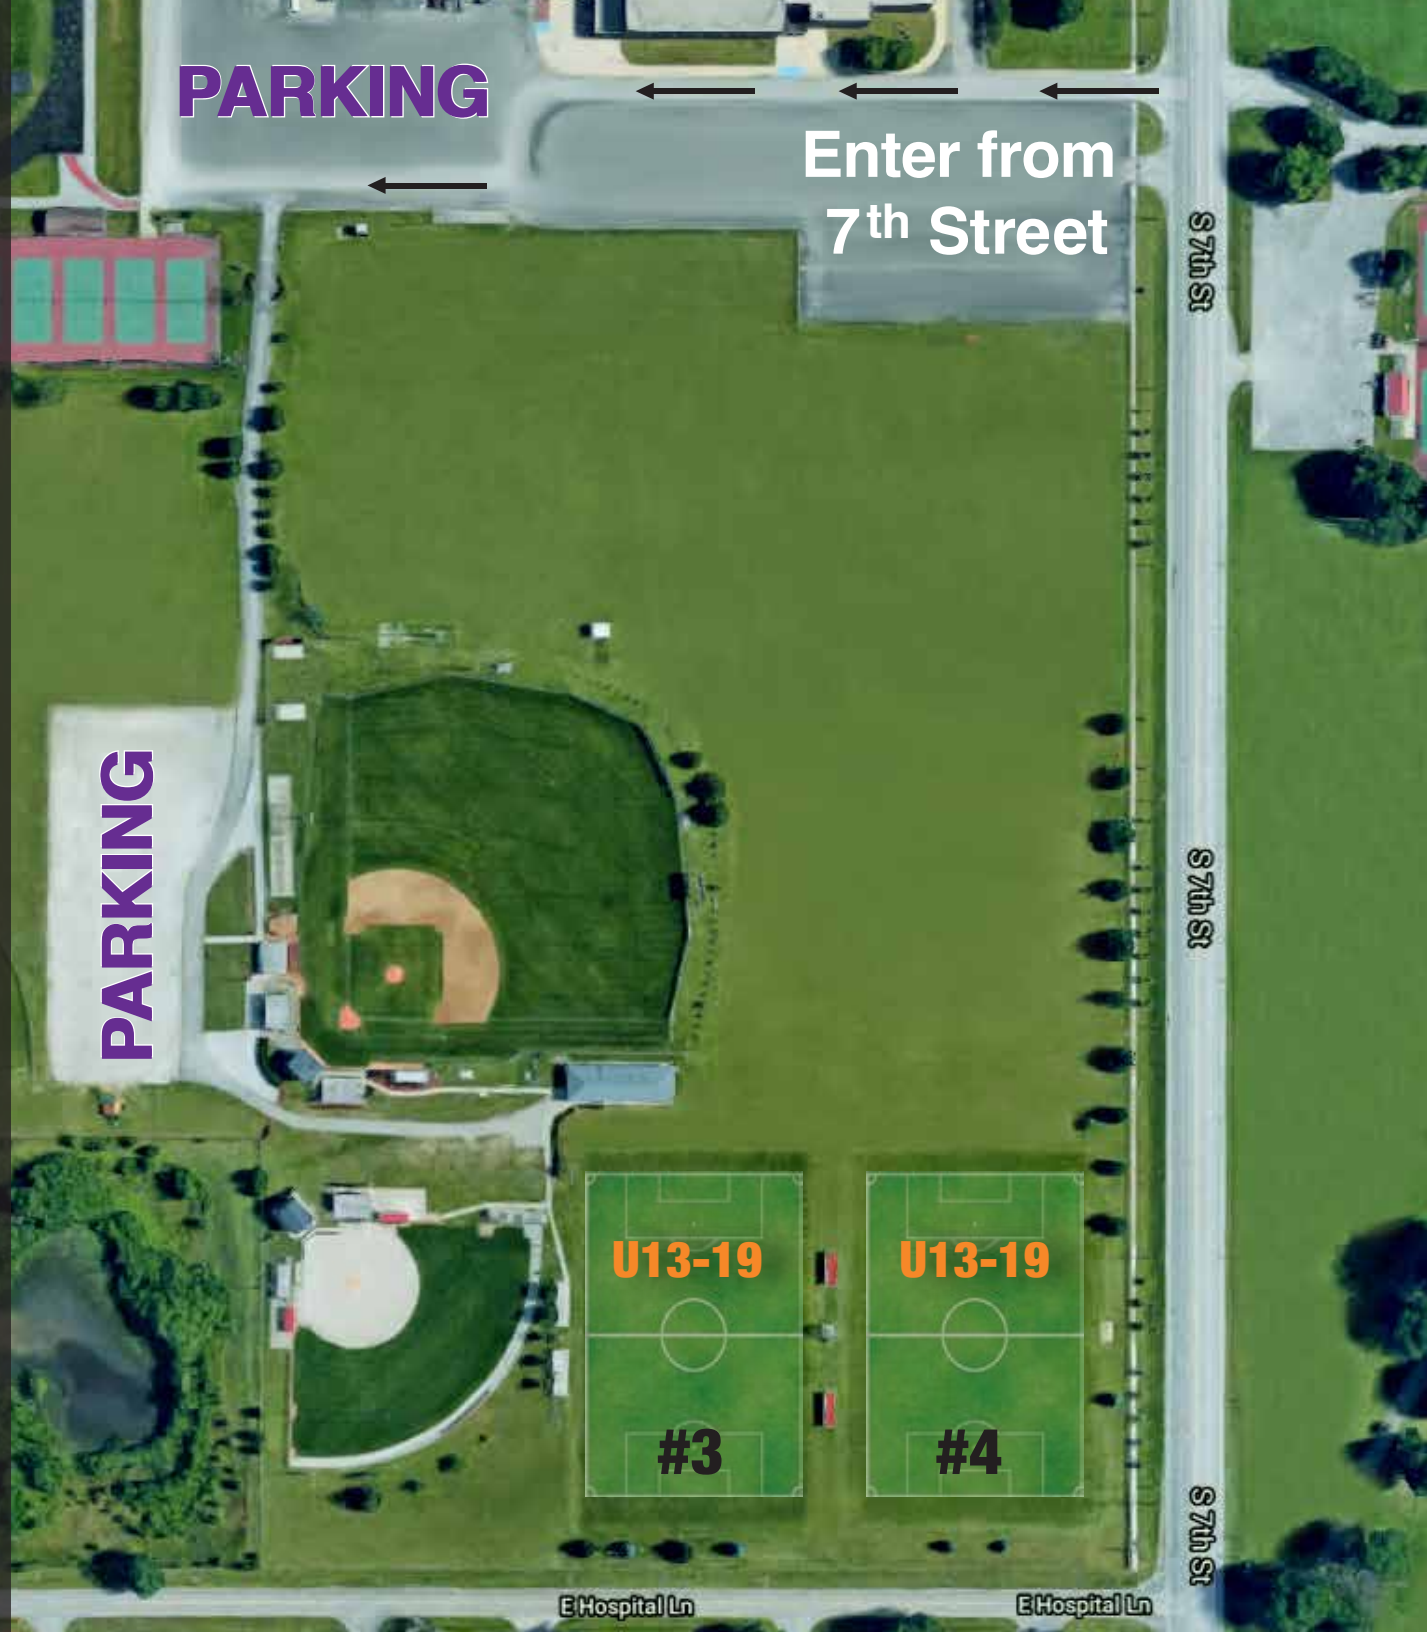 PARKING
Enter from
7th Street
S 7th St
PARKING
S 7th St
U13-19
U13-19
#3
#4
S 7th St
E Hospital Ln
E Hospital Ln